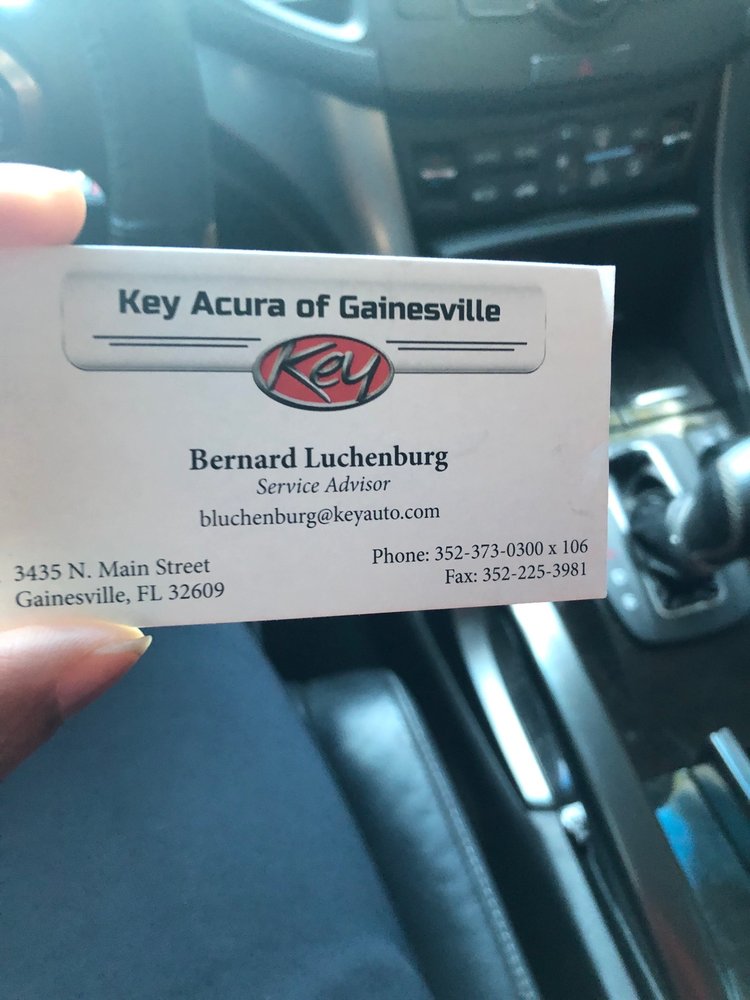 Key Acura of Gainesville
Key
Bernard Luchenburg
Service Advisor
bluchenburg@keyauto.com
3435 N. Main Street
Gainesville, FL 32609
Phone: 352-373-0300 x 106
Fax: 352-225-3981